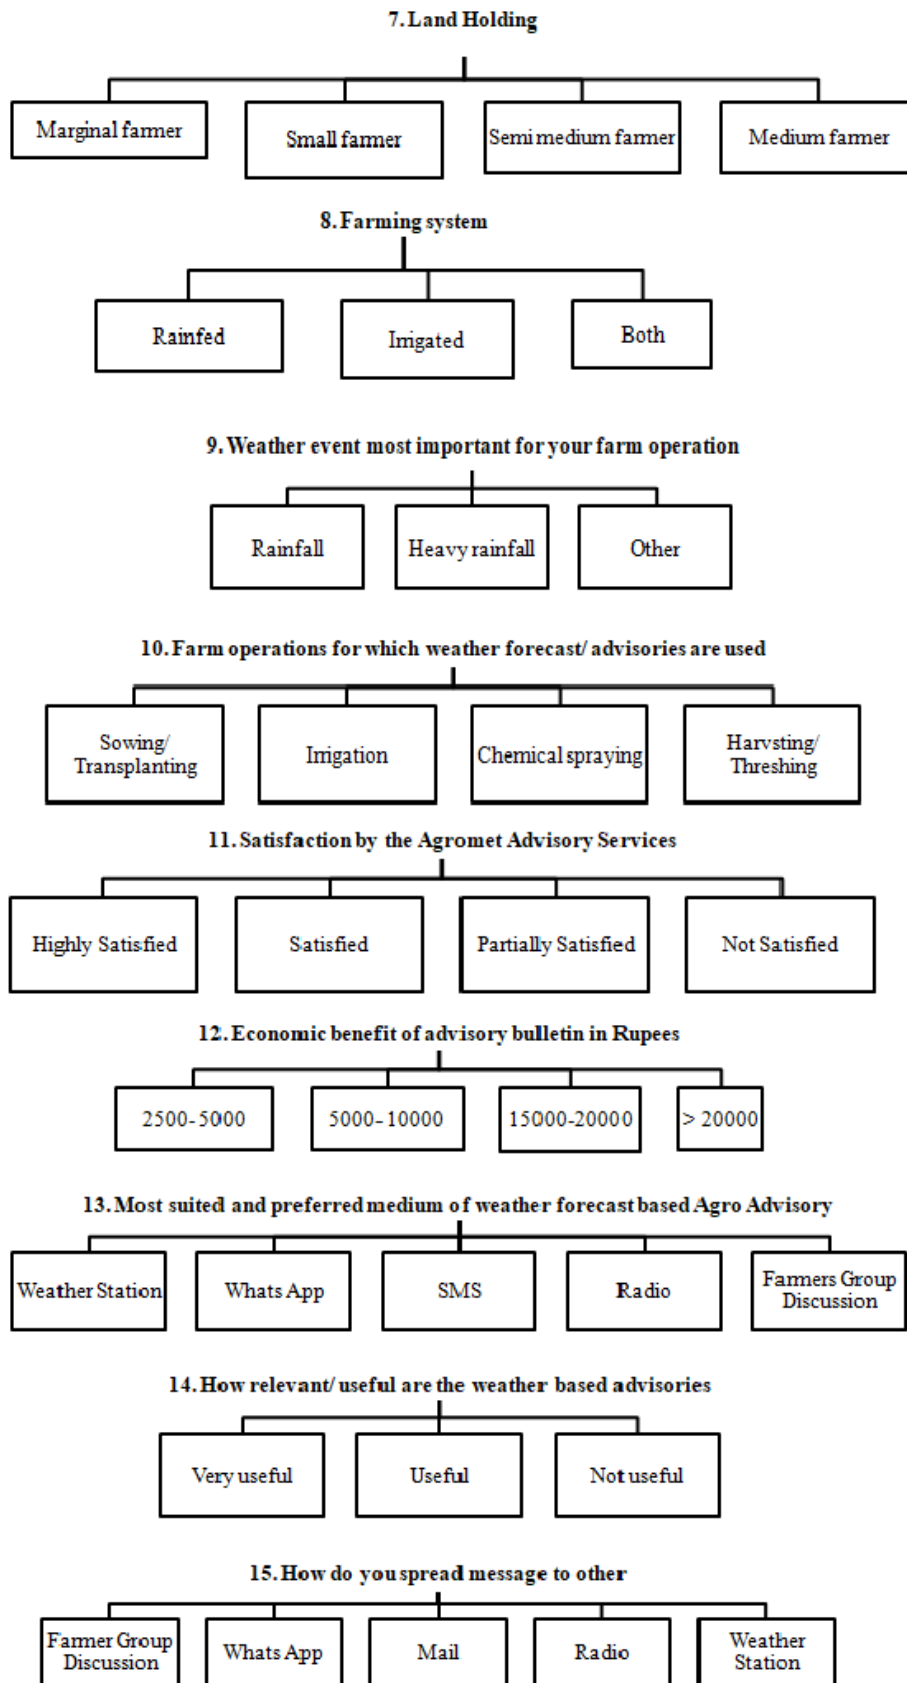 7. Land Holding
Marginal farmer
Small farmer
Semi medium farmer
Medium farmer
8. Farming system
Rainfed
Irrigated
Both
9. Weather event most important for your farm operation
Rainfall
Heavy rainfall
Other
10. Farm operations for which weather forecast/ advisories are used
Sowing/
Transplanting
Irrigation
Chemical spraying
Harvsting/
Threshing
11. Satisfaction by the Agromet Advisory Services
Highly Satisfied
Satisfied
Partially Satisfied
Not Satisfied
12. Economic benefit of advisory bulletin in Rupees
2500-5000
5000-10000
15000-20000
> 20000
13. Most suited and preferred medium of weather forecast based Agro Advisory
Weather Station
Whats App
SMS
Radio
Farmers Group
Discussion
14. How relevant/ useful are the weather based advisories
Very useful
Useful
Not useful
15. How do you spread message to other
Farmer Group
Discussion
Whats App
Mail
Radio
Weather
Station